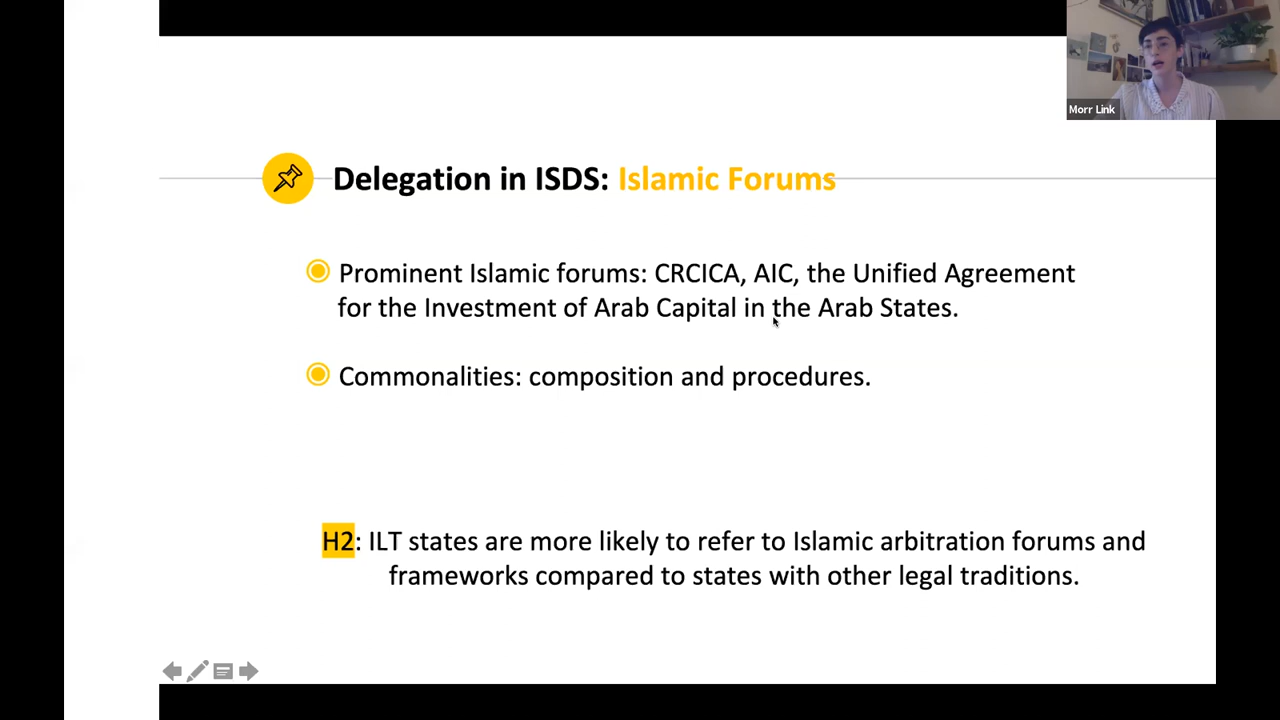 Morr Link
Delegation in ISDS: Islamic Forums
Prominent Islamic forums: CRCICA, AIC, the Unified Agreement
for the Investment of Arab Capital in the Arab States.
Commonalities: composition and procedures.
H2: ILT states are more likely to refer to Islamic arbitration forums and
frameworks compared to states with other legal traditions.